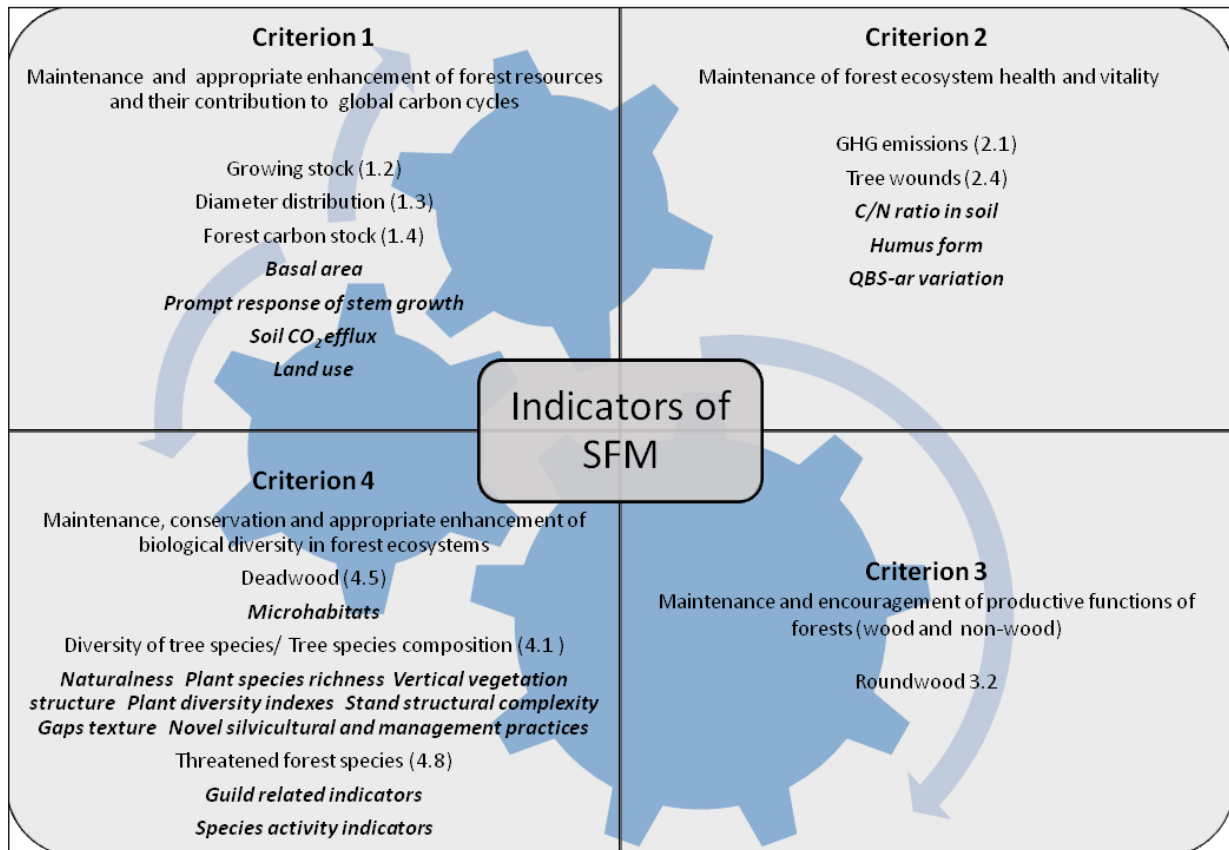 Criterion 1
Maintenance and appropriate enhancement of forest resources
and their contribution to global carbon cycles
Growing stock (1.2)
Diameter distribution (1.3)
Forest carbon stock (1.4)
Basal area
Prompt response of stem growth
Soil CO₂ efflux
Land use
Criterion 2
Maintenance of forest ecosystem health and vitality
GHG emissions (2.1)
Tree wounds (2.4)
C/N ratio in soil
Humus form
QBS-ar variation
Indicators of
SFM
Criterion 4
Maintenance, conservation and appropriate enhancement of
biological diversity in forest ecosystems
Deadwood (4.5)
Microhabitats
Diversity of tree species/ Tree species composition (4.1 )
Naturalness Plant species richness Vertical vegetation
structure Plant diversity indexes Stand structural complexity
Gaps texture Novel silvicultural and management practices
Threatened forest species (4.8)
Guild related indicators
Species activity indicators
Criterion 3
Maintenance and encouragement of productive functions of
forests (wood and non-wood)
Roundwood 3.2